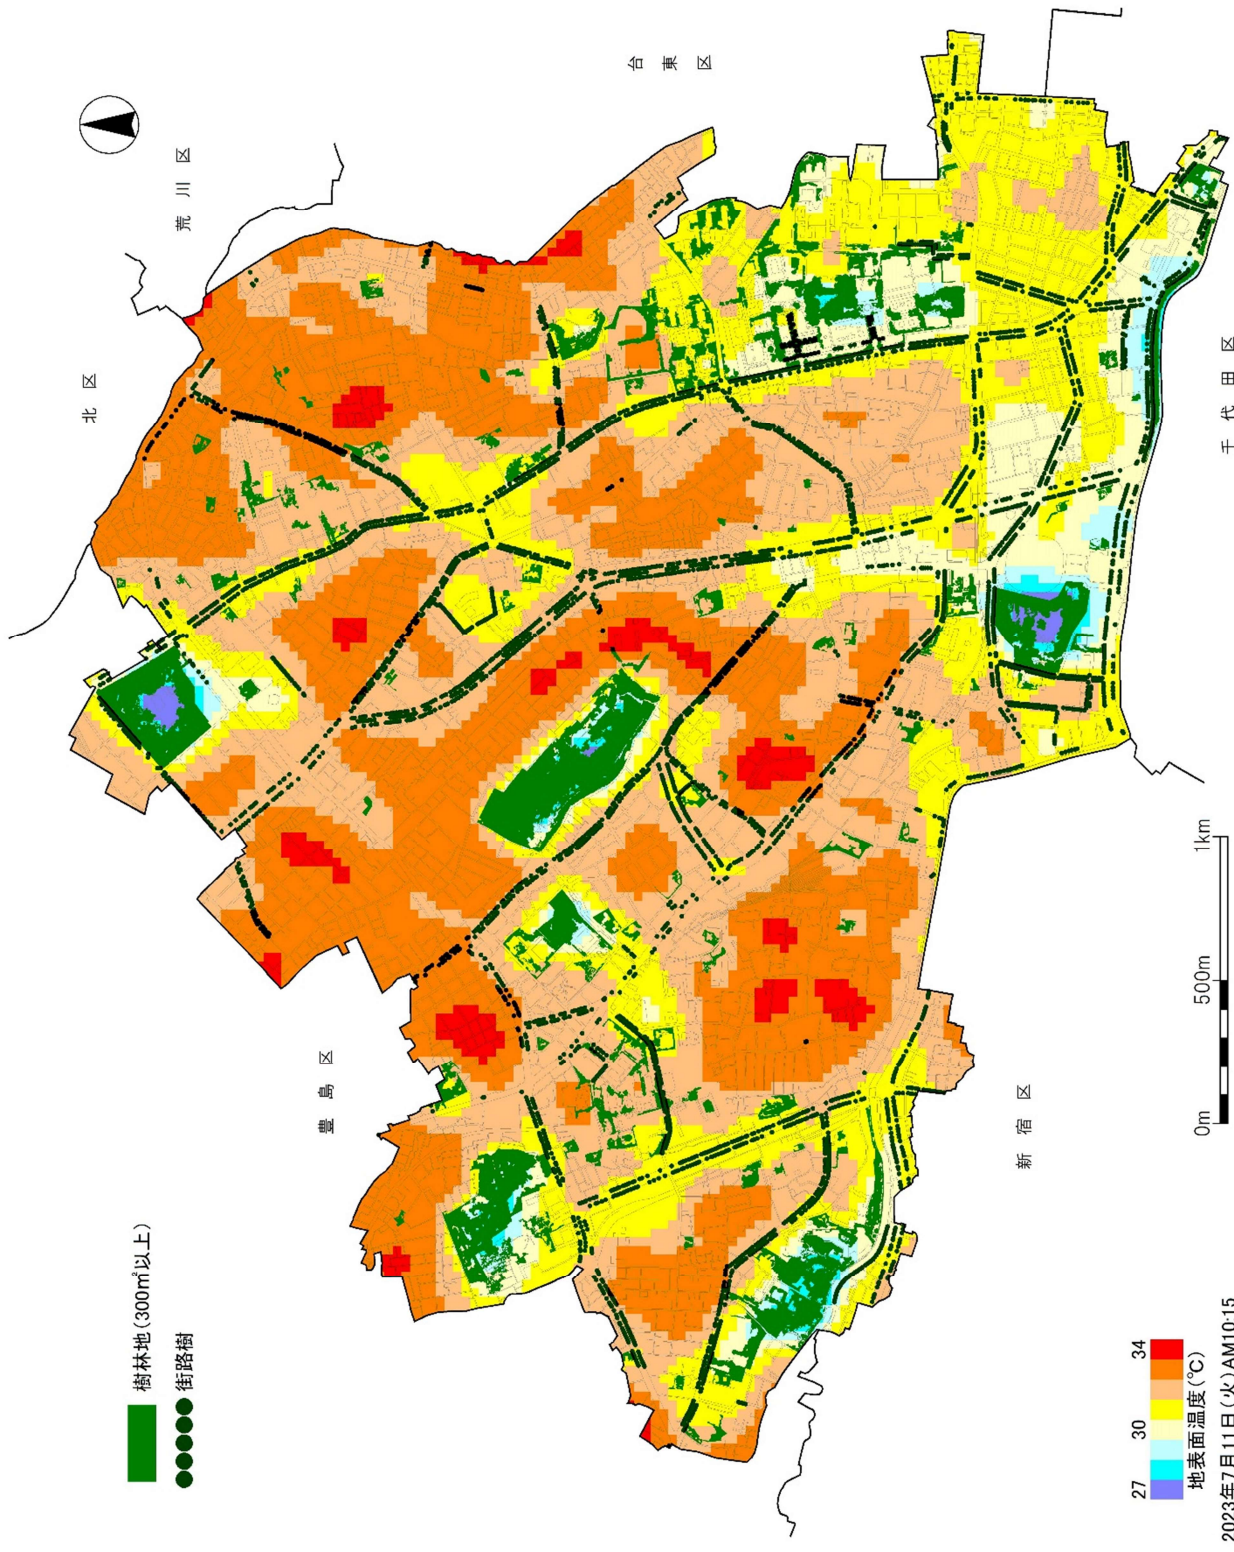 北 区
荒 川 区
台 東 区
豊 島 区
新 宿 区
千 代 田 区
樹林地(300㎡以上)
街路樹
27 30 34
地表面温度(℃)
2023年7月11日(火)AM10:15
0m 500m 1km